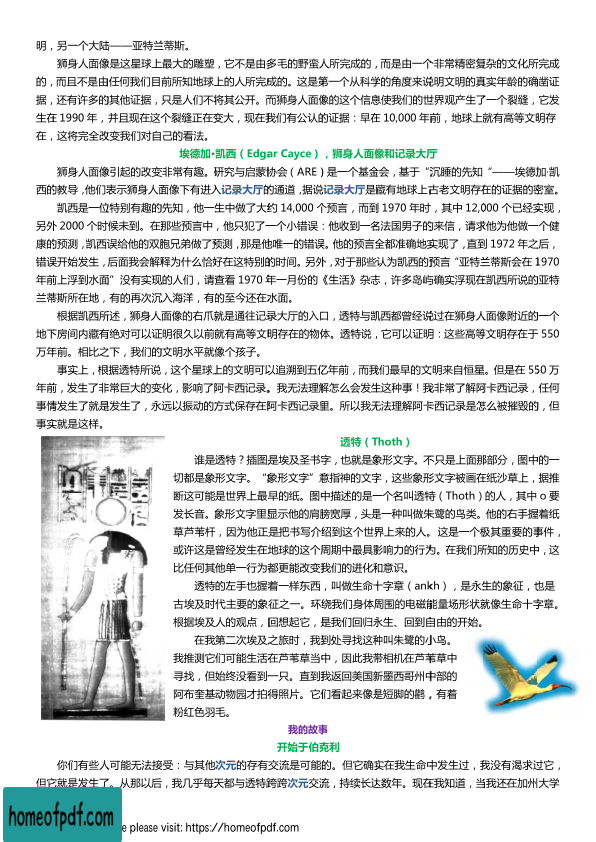 明，另一个大陆——亚特兰蒂斯。
狮身人面像是这星球上最大的雕塑，它不是由多毛的野蛮人所完成的，而是由一个非常精密复杂的文化所完成
的，而且不是由任何我们目前所知地球上的人所完成的。这是第一个从科学的角度来说明文明的真实年龄的确凿证
据，还有许多的其他证据，只是人们不将其公开。而狮身人面像的这个信息使我们的世界观产生了一个裂缝，它发
生在 1990 年，并且现在这个裂缝正在变大，现在我们有公认的证据：早在 10,000 年前，地球上就有高等文明存
在，这将完全改变我们对自己的看法。
埃德加·凯西（Edgar Cayce），狮身人面像和记录大厅
狮身人面像引起的改变非常有趣。研究与启蒙协会（ARE）是一个基金会，基于“沉睡的先知“——埃德加·凯
西的教导，他们表示狮身人面像下有进入记录大厅的通道，据说记录大厅是藏有地球上古老文明存在的证据的密室。
凯西是一位特别有趣的先知，他一生中做了大约 14,000 个预言，而到 1970 年时，其中 12,000 个已经实现，
另外 2000 个时候未到。在那些预言中，他只犯了一个小错误：他收到一名法国男子的来信，请求他为他做一个健
康的预测，凯西误给他的双胞兄弟做了预测，那是他唯一的错误。他的预言全都准确地实现了，直到 1972 年之后，
错误开始发生，后面我会解释为什么恰好在这特别的时间。另外，对于那些认为凯西的预言“亚特兰蒂斯会在 1970
年前上浮到水面”没有实现的人们，请查看 1970 年一月份的《生活》杂志，许多岛屿确实浮现在凯西所说的亚特
兰蒂斯所在地，有的再次沉入海洋，有的至今还在水面。
根据凯西所述，狮身人面像的右爪就是通往记录大厅的入口，透特与凯西都曾经说过在狮身人面像附近的一个
地下房间内藏有绝对可以证明很久以前就有高等文明存在的物体。透特说，它可以证明：这些高等文明存在于 550
万年前。相比之下，我们的文明水平就像个孩子。
事实上，根据透特所说，这个星球上的文明可以追溯到五亿年前，而我们最早的文明来自恒星。但是在 550 万
年前，发生了非常巨大的变化，影响了阿卡西记录。我无法理解怎么会发生这种事！我非常了解阿卡西记录，任何
事情发生了就是发生了，永远以振动的方式保存在阿卡西记录里。所以我无法理解阿卡西记录是怎么被摧毁的，但
事实就是这样。
透特（Thoth）
谁是透特？插图是埃及圣书字，也就是象形文字。不只是上面那部分，图中的一
切都是象形文字。“象形文字”意指神的文字，这些象形文字被画在纸沙草上，据推
断这可能是世界上最早的纸。图中描述的是一个名叫透特（Thoth）的人，其中 o 要
发长音。象形文字里显示他的肩膀宽厚，头是一种叫做朱鹭的鸟类。他的右手握着纸
草芦苇杆，因为他正是把书写介绍到这个世界上来的人。这是一个极其重要的事件，
或许这是曾经发生在地球的这个周期中最具影响力的行为。在我们所知的历史中，这
比任何其他单一行为都更能改变我们的进化和意识。
透特的左手也握着一样东西，叫做生命十字章（ankh），是永生的象征，也是
古埃及时代主要的象征之一。环绕我们身体周围的电磁能量场形状就像生命十字章。
根据埃及人的观点，回想起它，是我们回归永生、回到自由的开始。
在我第二次埃及之旅时，我到处寻找这种叫朱鹭的小鸟。
我推测它们可能生活在芦苇草当中，因此我带相机在芦苇草中
寻找，但始终没看到一只。直到我返回美国新墨西哥州中部的
阿布奎基动物园才拍得照片。它们看起来像是短脚的鹳，有着
粉红色羽毛。
我的故事
开始于伯克利
你们有些人可能无法接受：与其他次元的存有交流是可能的。但它确实在我生命中发生过，我没有渴求过它，
但它就是发生了。从那以后，我几乎每天都与透特跨跨次元交流，持续长达数年。现在我知道，当我还在加州大学
homeofpdf.com
e please visit: https://homeofpdf.com